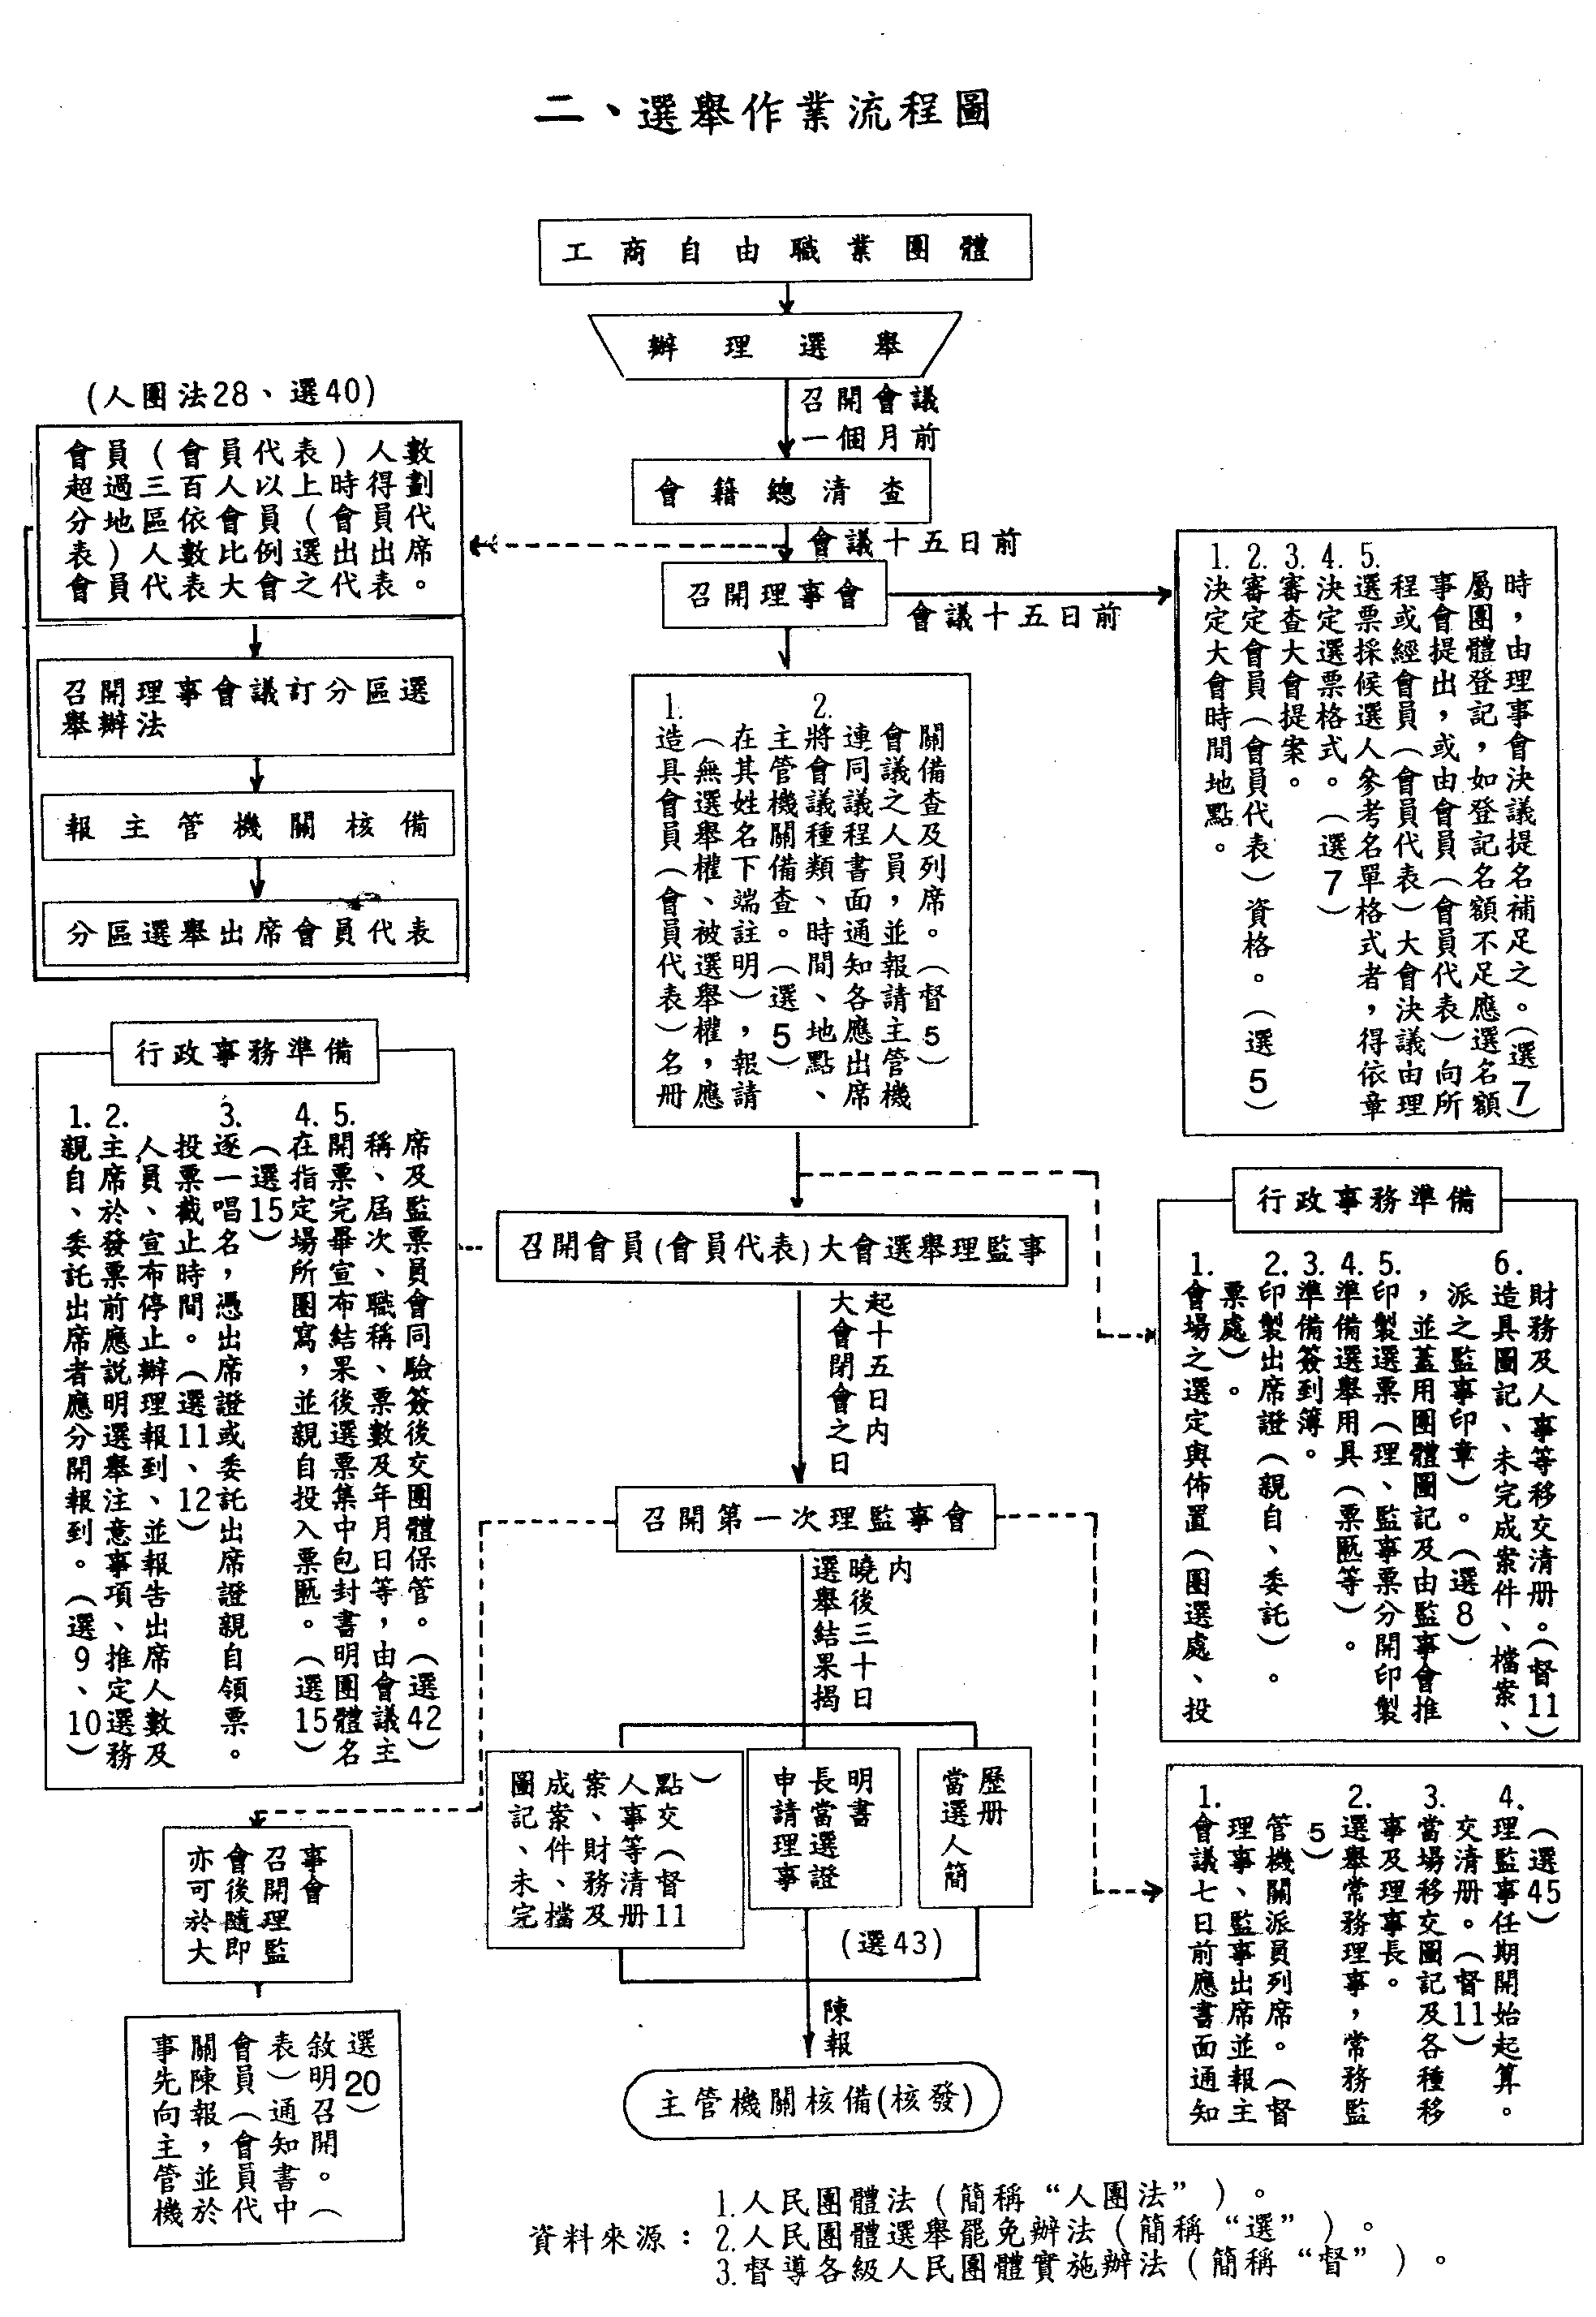 二、選舉作業流程圖
工商自由職業團體
辦理選舉
召開會議
一個月前
會籍總清查
會議十五日前
召開理事會
會議十五日前
(人團法28、選40)
會員(會員代表)人數
超過三百人以上時得劃
分地區依會員(會員代
表)人數比例選出出席
會員代表大會之代表。
召開理事會議訂分區選
舉辦法
報主管機關核備
分區選舉出席會員代表
1.決定大會時間地點。
2.審定會員(會員代表)資格。(選5)
3.審查大會提案。
4.決定選票格式。(選7)
5.選票採候選人參考名單格式者,得依章
程或經會員(會員代表)大會決議由理
事會提出,或由會員(會員代表)向所
屬團體登記,如登記名額不足應選名額
時,由理事會決議提名補足之。(選7)
1.造具會員(會員代表)名冊
(無選舉權、被選舉權,應
在其姓名下端註明),報請
主管機關備查。(選5)
2.將會議種類、時間、地點、
連同議程書面通知各應出席
會議之人員,並報請主管機
關備查及列席。(督5)
行政事務準備
1.親自、委託出席者應分開報到。(選9、10)
2.主席於發票前應説明選舉注意事項、推定選務
人員、宣布停止辦理報到、並報告出席人數及
投票截止時間。(選11、12)
3.逐一唱名,憑出席證或委託出席證親自領票。
(選15)
4.在指定場所圈寫,並親自投入票匭。(選15)
5.開票完畢宣布結果後選票集中包封書明團體名
稱、屆次、職稱、票數及年月日等,由會議主
席及監票員會同驗簽後交團體保管。(選42)
召開會員(會員代表)大會選舉理監事
行政事務準備
1.會場之選定與佈置(圈選處、投
票處)。
2.印製出席證(親自、委託)。
3.準備簽到簿。
4.準備選舉用具(票匭等)。
5.印製選票(理、監事票分開印製
,並蓋用團體圖記及由監事會推
派之監事印章)。(選8)
6.造具圖記、未完成案件、檔案、
財務及人事等移交清册。(督11)
大會閉會之日
起十五日内
召開第一次理監事會
選舉結果揭
曉後三十日
内
圖記、未完
成案件、檔
案、財務及
人事等清册
點交(督11
)
申請理事
長當選證
明書
當選人簡
歷册
(選43)
陳報
主管機關核備(核發)
亦可於大
會後隨即
召開理監
事會
事先向主管機
關陳報,並於
會員(會員代
表)通知書中
敘明召開。(
選20)
1.會議七日前應書面通知
理事、監事出席並報主
管機關派員列席。(督
5)
2.選舉常務理事,常務監
事及理事長。
3.當場移交圖記及各種移
交清册。(督11)
4.理監事任期開始起算。
(選45)
資料來源:
1.人民團體法(簡稱“人團法”)。
2.人民團體選舉罷免辦法(簡稱“選”)。
3.督導各級人民團體實施辦法(簡稱“督”)。